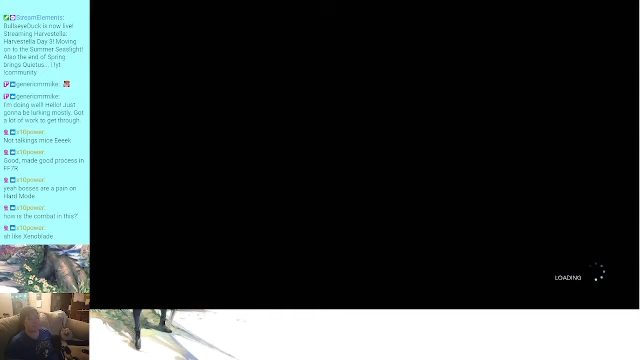 StreamElements:
BullseyeDuck is now live!
Streaming Harvestella:
Harvestella Day 3! Moving
on to the Summer Seaslight!
Also the end of Spring
brings Quietus... !yt
!community
genericmrmike:
genericmrmike:
I'm doing well! Hello! Just
gonna be lurking mostly. Got
a lot of work to get through.
x10power:
Not talkings mice Eeeek
x10power:
Good, made good process in
FF7R
x10power:
yeah bosses are a pain on
Hard Mode
x10power:
how is the combat in this?
x10power:
ah like Xenoblade
LOADING